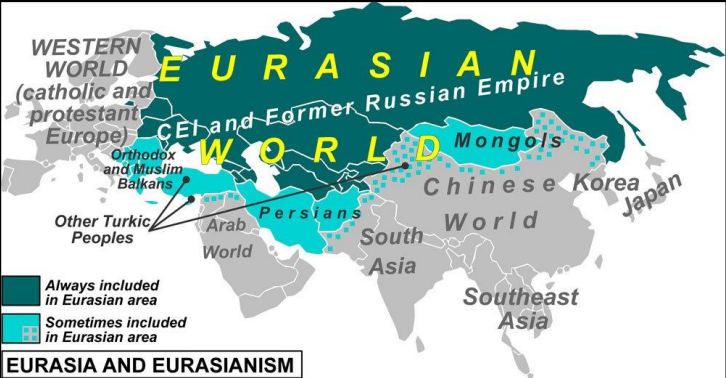 WESTERN
WORLD
(catholic and
protestant
Europe)
EURASIAN
CEI and Former Russian Empire
WORLD
Orthodox
and Muslim
Balkans
Mongols
Other Turkic
Peoples
Persians
Arab
World
Chinese
World
Korea
Japan
South
Asia
Southeast
Asia
Always included
in Eurasian area
Sometimes included
in Eurasian area
EURASIA AND EURASIANISM